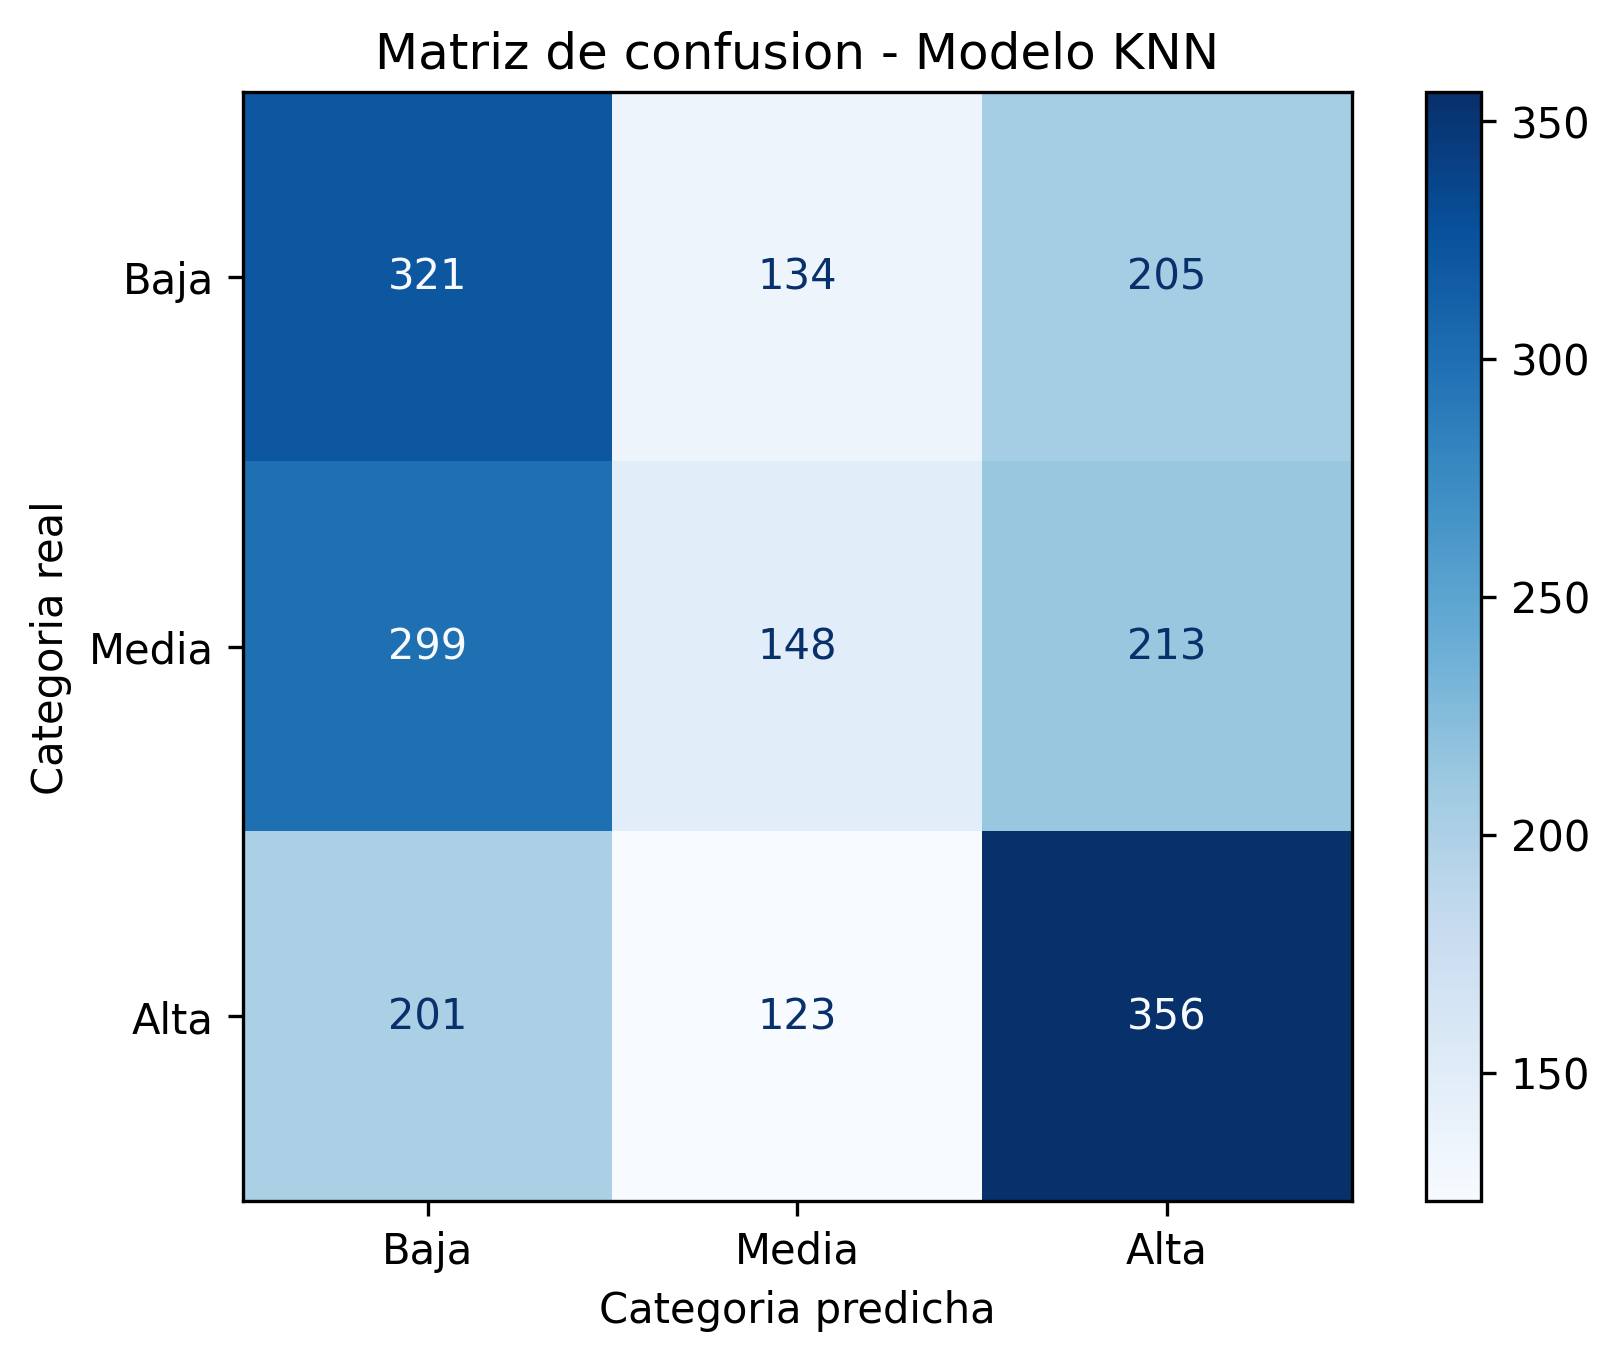 Matriz de confusion - Modelo KNN
Categoria real
Baja
321
134
205
Media
299
148
213
Alta
201
123
356
Baja
Media
Alta
Categoria predicha
350
300
250
200
150